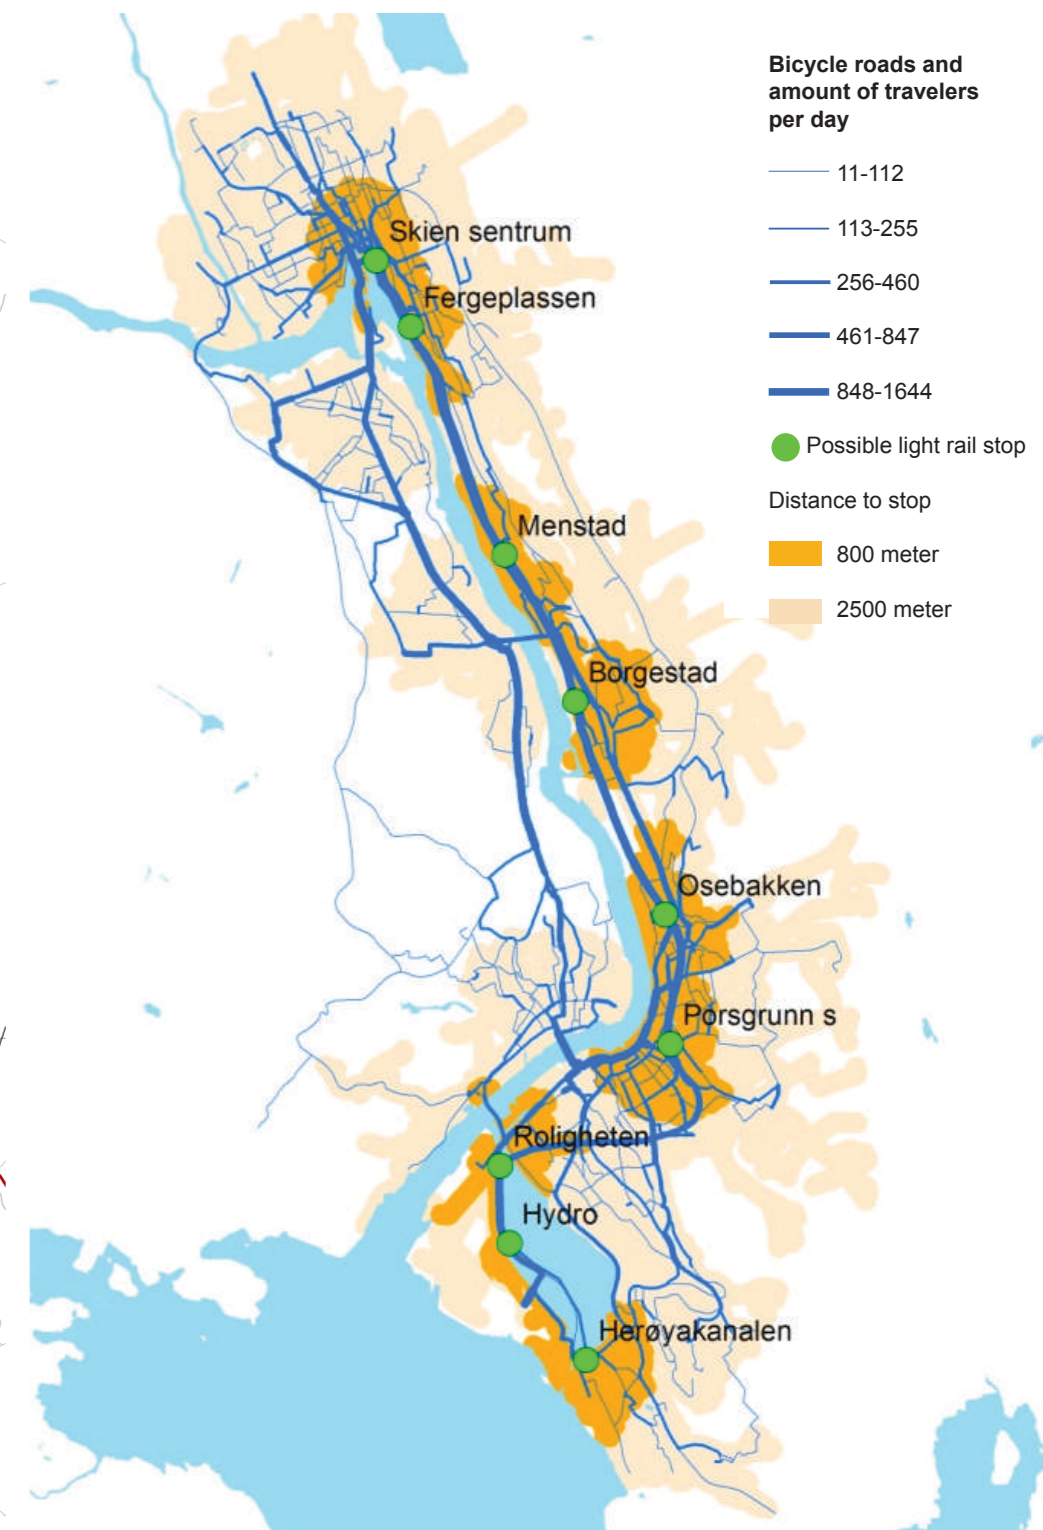 Bicycle roads and
amount of travelers
per day
11-112
113-255
256-460
461-847
848-1644
Possible light rail stop
Distance to stop
800 meter
2500 meter
Skien sentrum
Fergeplassen
Menstad
Borgestad
Osebakken
Porsgrunn s
Roligheten
Hydro
Herøyakanalen